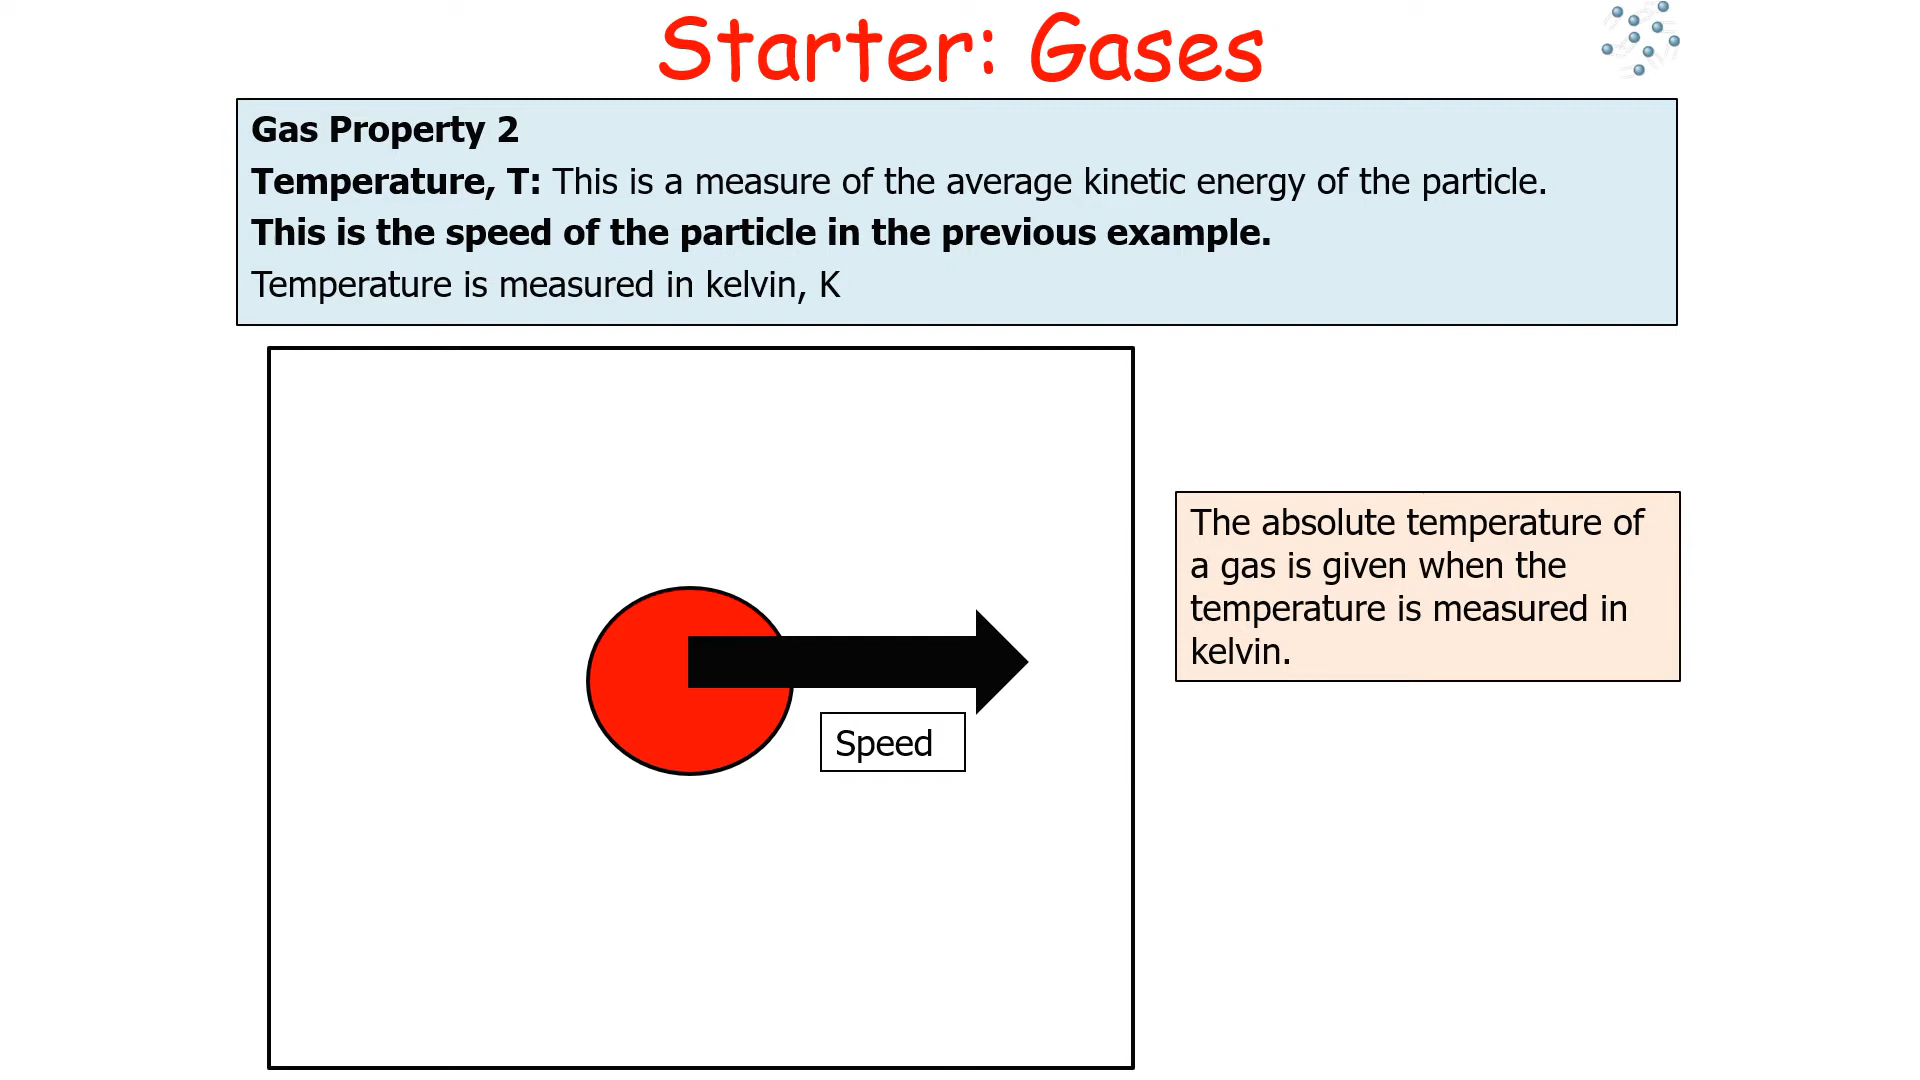 Starter: Gases
Gas Property 2
Temperature, T: This is a measure of the average kinetic energy of the particle.
This is the speed of the particle in the previous example.
Temperature is measured in kelvin, K
The absolute temperature of
a gas is given when the
temperature is measured in
kelvin.
Speed